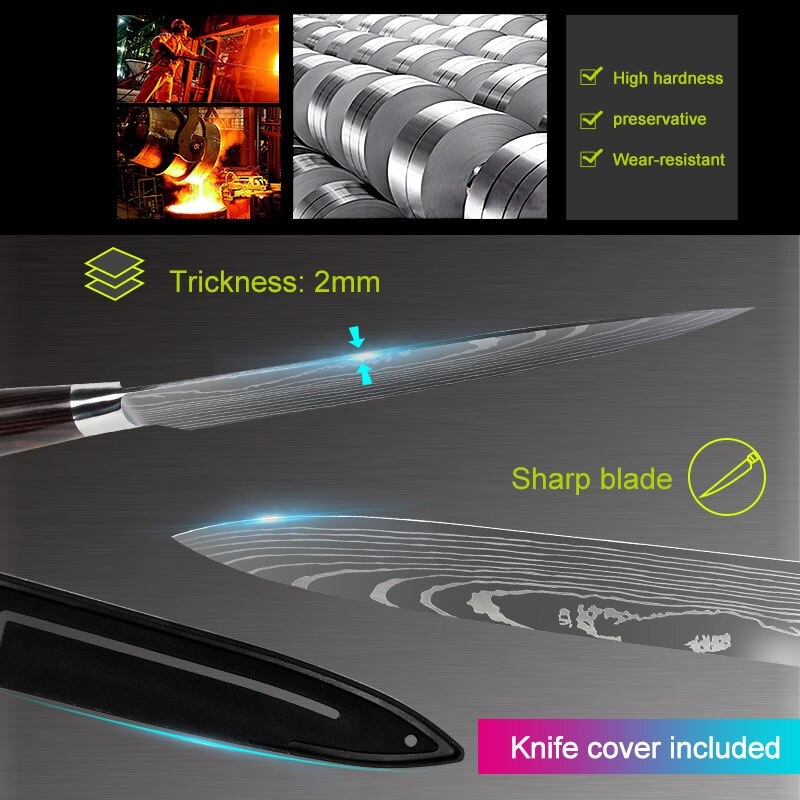 High hardness
preservative
Wear-resistant
Trickness: 2mm
Sharp blade
Knife cover included